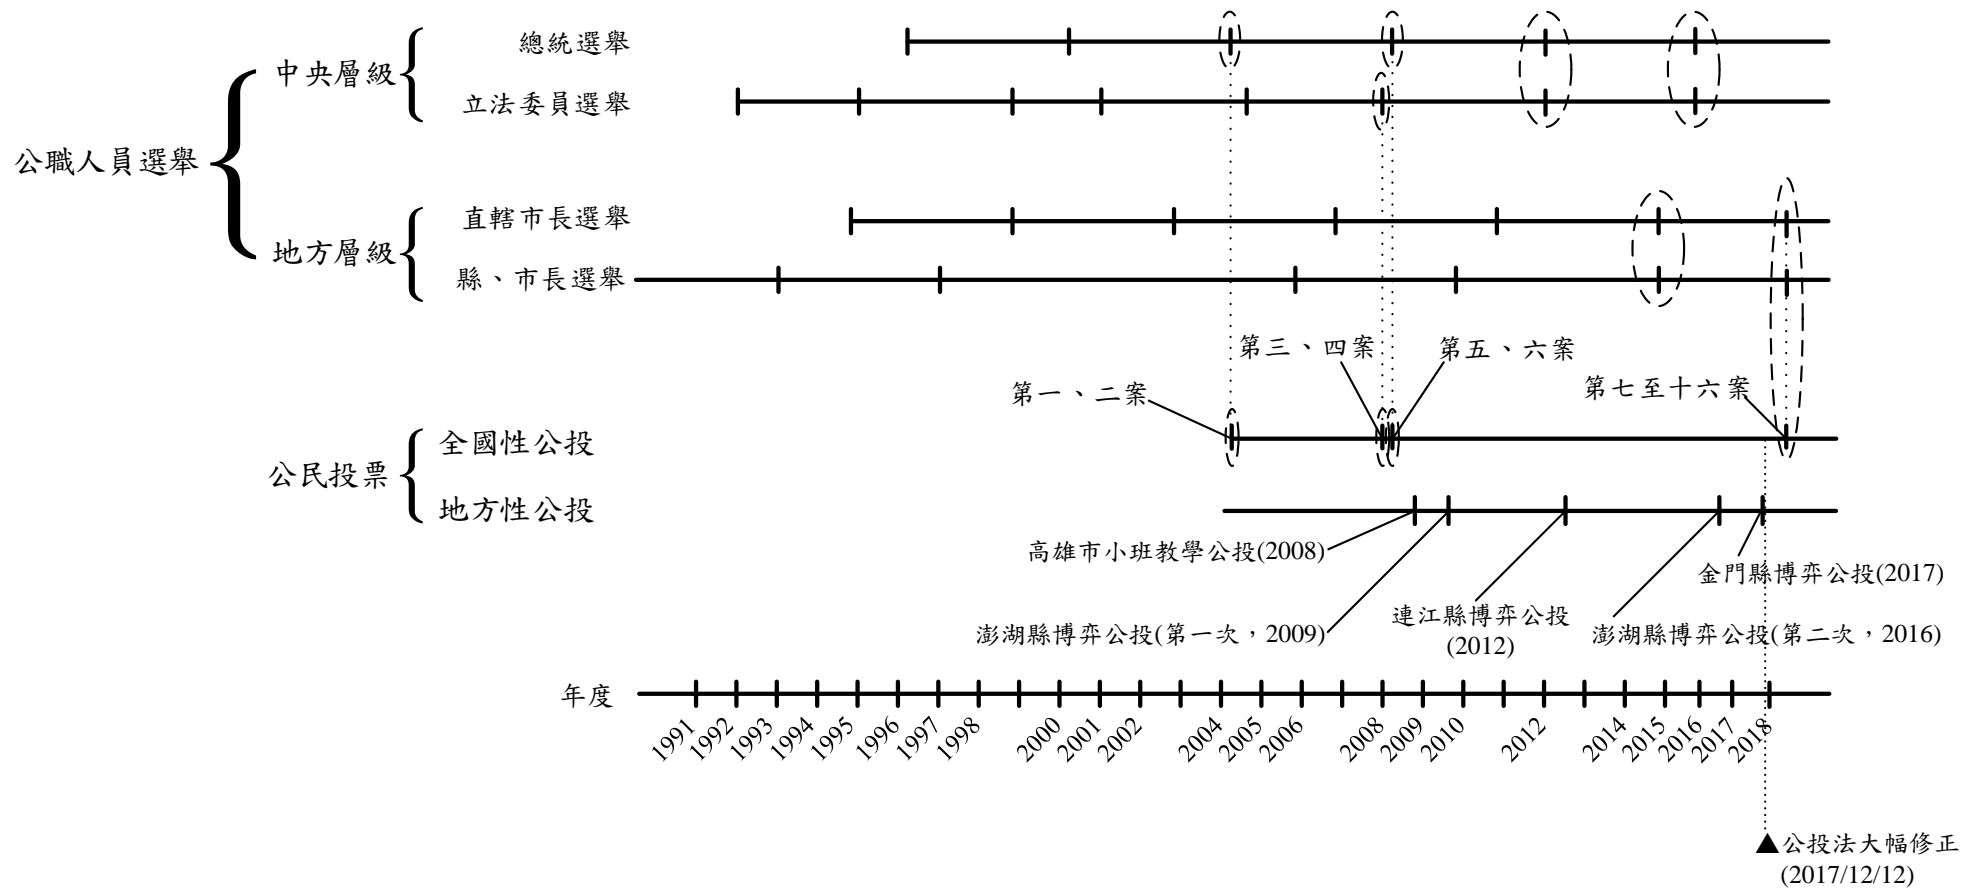 總統選舉
中央層級
立法委員選舉
公職人員選舉
直轄市長選舉
地方層級
縣、市長選舉
第三、四案
第五、六案
第一、二案
第七至十六案
全國性公投
公民投票
地方性公投
高雄市小班教學公投(2008)
金門縣博弈公投(2017)
澎湖縣博弈公投(第一次，2009)
連江縣博弈公投
(2012)
澎湖縣博弈公投(第二次，2016)
年度
1991
1992
1993
1994
1995
1996
1997
1998
2000
2001
2002
2004
2005
2006
2008
2009
2010
2012
2014
2015
2016
2017
2018
▲公投法大幅修正
(2017/12/12)